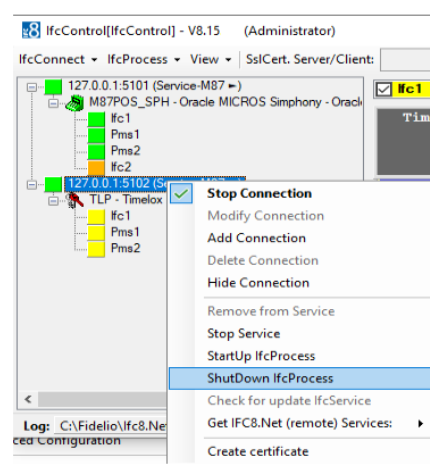 k8 IfcControl[IfcControl] - V8.15 (Administrator)
IfcConnect IfcProcess View SslCert. Server/Client:
127.0.0.1:5101 (Service-M87 ►)
M87POS_SPH - Oracle MICROS Simphony - Oracl
Ifc1
Pms1
Pms2
Ifc2
127.0.0.1:5102 (Se
TLP - Timelox
Ifc1
Pms1
Pms2
Ifc1
Tim
Stop Connection
Modify Connection
Add Connection
Delete Connection
Hide Connection
Remove from Service
Stop Service
StartUp IfcProcess
ShutDown IfcProcess
Check for update IfcService
Get IFC8.Net (remote) Services:
Create certificate
Log: C:\Fidelio\Ifc8.Ne
ced Configuration